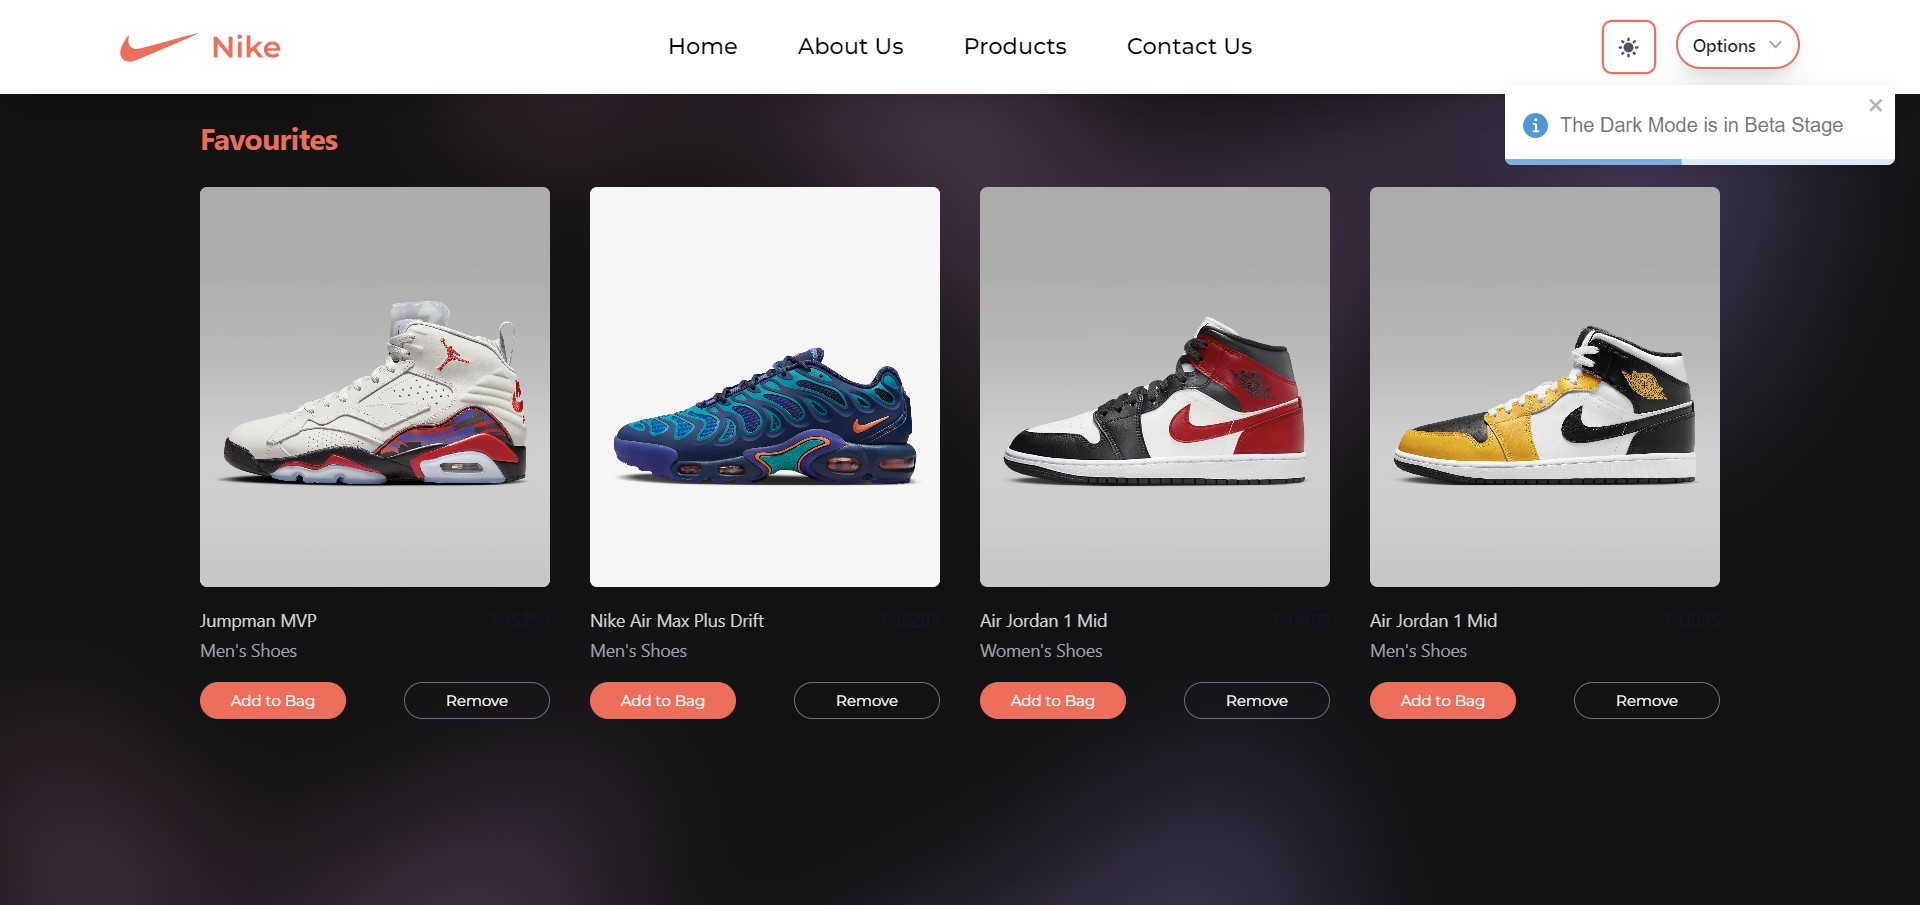 Nike
Home
About Us
Products
Contact Us
Options
The Dark Mode is in Beta Stage
Favourites
Jumpman MVP ₹ 15250
Men's Shoes
Add to Bag
Remove
Nike Air Max Plus Drift ₹ 16295
Men's Shoes
Add to Bag
Remove
Air Jordan 1 Mid ₹ 11495
Women's Shoes
Add to Bag
Remove
Air Jordan 1 Mid ₹ 11095
Men's Shoes
Add to Bag
Remove